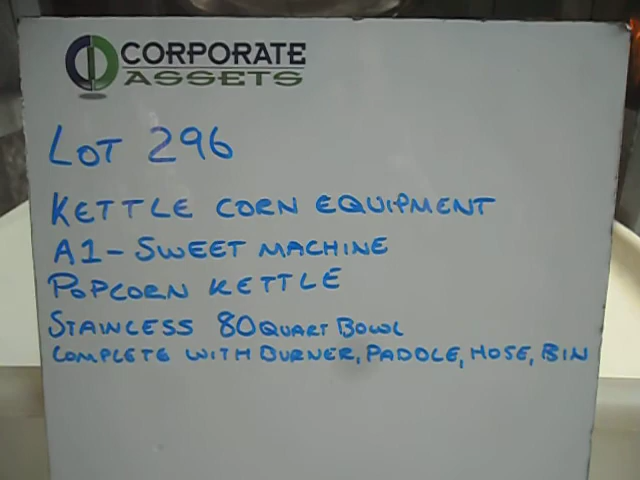 CORPORATE
ASSETS
LOT 296
KETTLE CORN EQUIPMENT
A1-SWEET MACHINE
POPCORN KETTLE
STAINLESS 80 QUART BOWL
COMPLETE WITH BURNER, PADDLE, HOSE, BIN